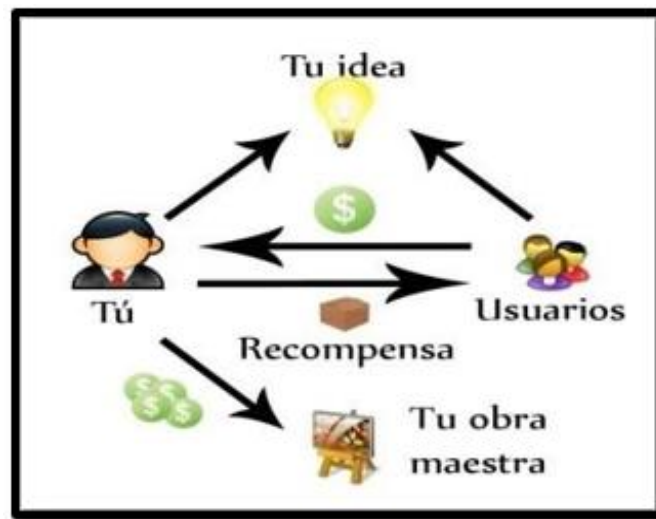 Tu idea
$
Tú
Usuarios
Recompensa
$
$
$
$
Tu obra
maestra